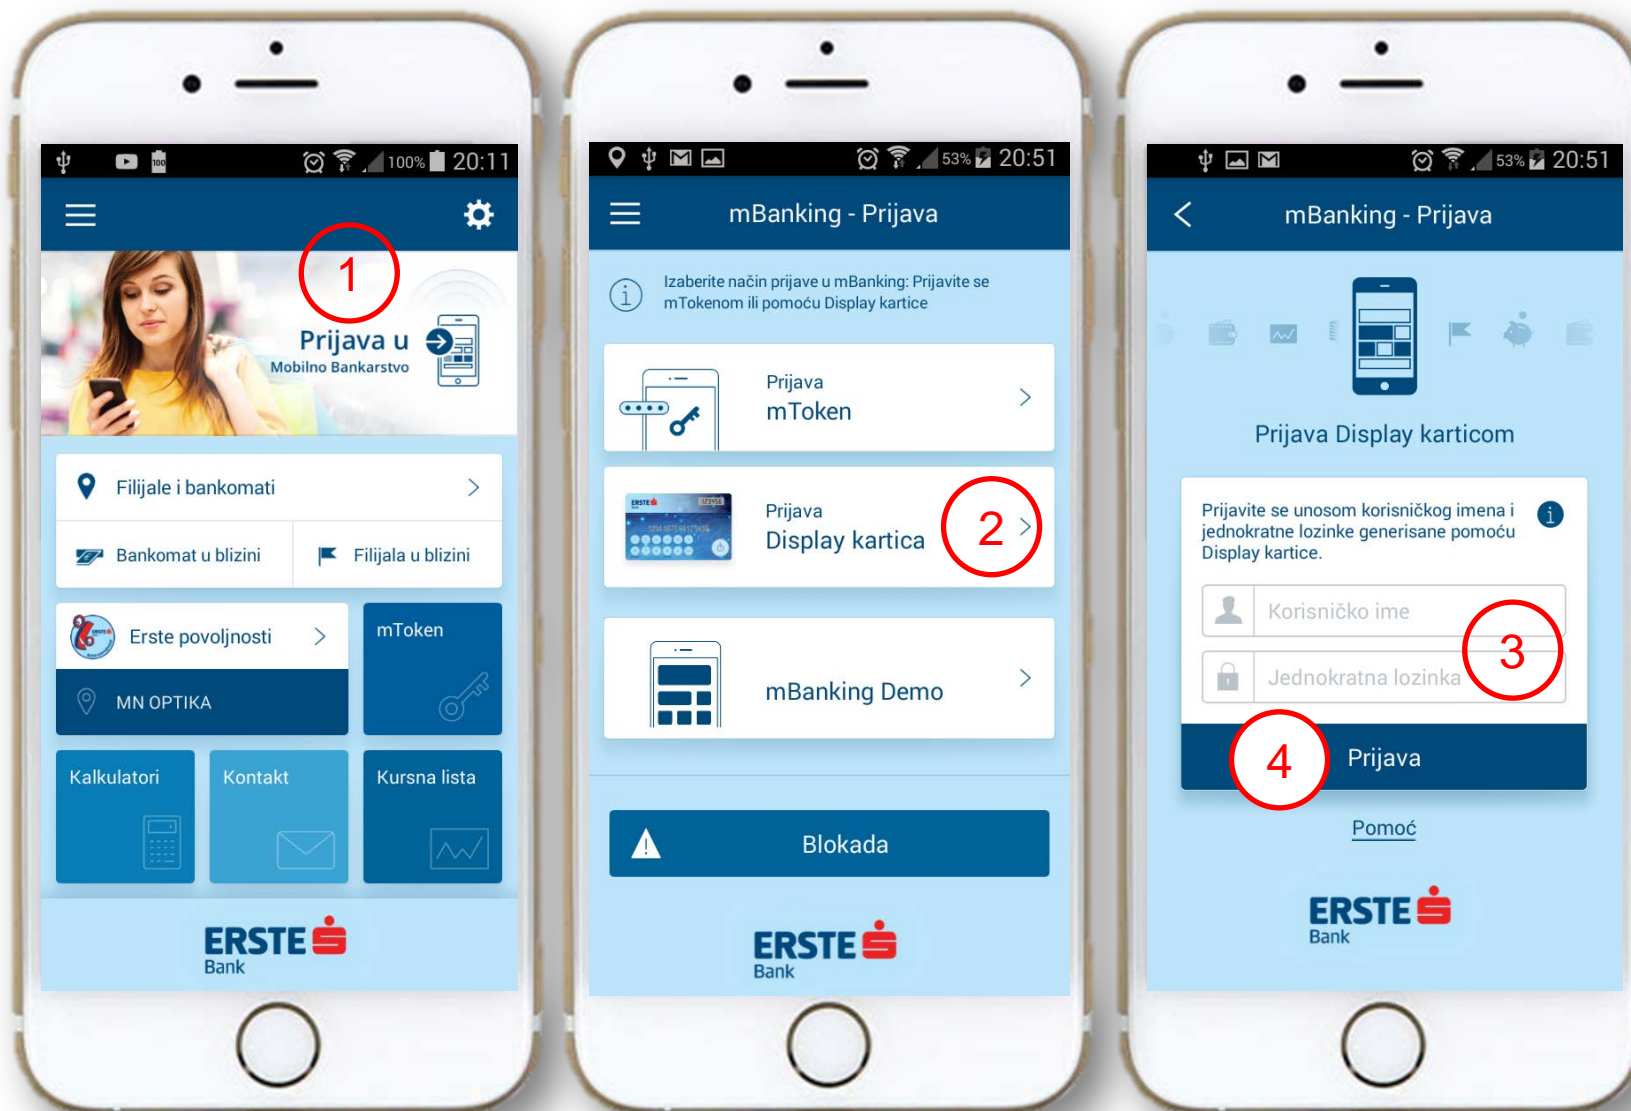 100
100% 20:11
1
Prijava u
Mobilno Bankarstvo
Filijale i bankomati
Bankomat u blizini
Filijala u blizini
Erste povoljnosti
mToken
MN OPTIKA
Kalkulatori
Kontakt
Kursna lista
ERSTE
Bank
53% 20:51
mBanking - Prijava
Izaberite način prijave u mBanking: Prijavite se
mTokenom ili pomoću Display kartice
Prijava
mToken
ERSTE
Bank
123456
Prijava
Display kartica
2
mBanking Demo
Blokada
ERSTE
Bank
53% 20:51
mBanking - Prijava
Prijava Display karticom
Prijavite se unosom korisničkog imena i
jednokratne lozinke generisane pomoću
Display kartice.
Korisničko ime
3
Jednokratna lozinka
4
Prijava
Pomoć
ERSTE
Bank